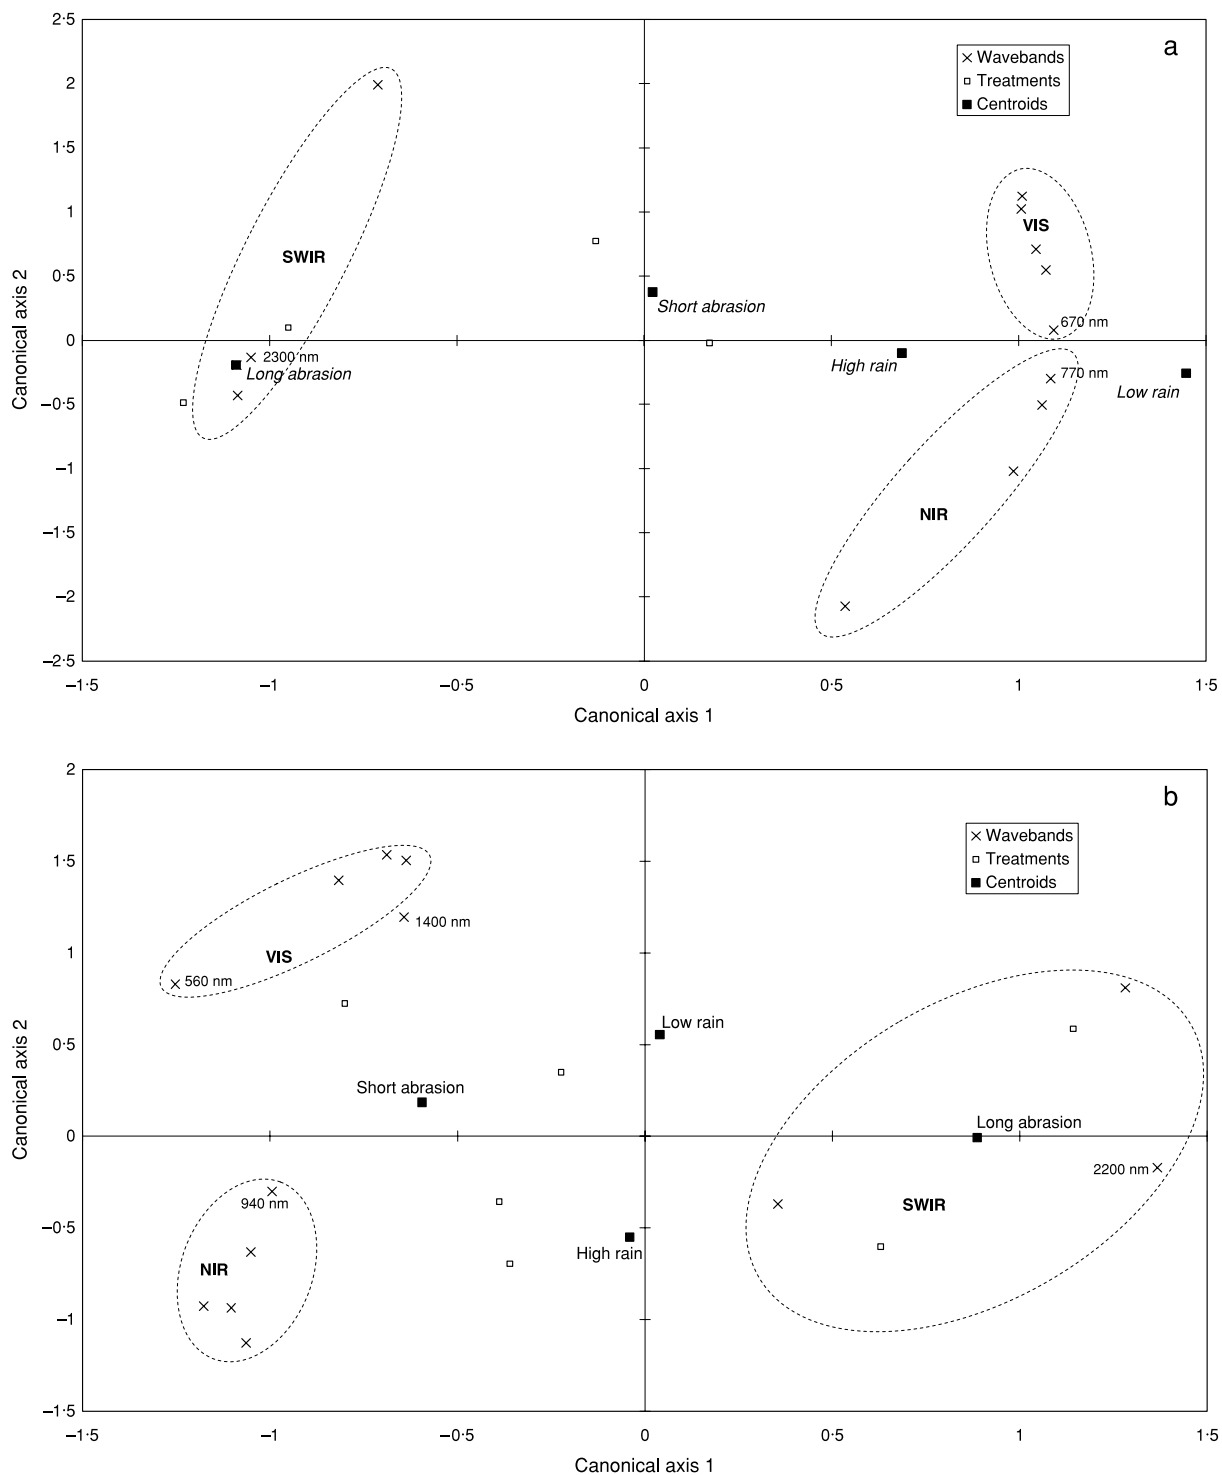 2·5
a
Wavebands
Treatments
Centroids
2
1·5
1
VIS
SWIR
0·5
Short abrasion
670 nm
0
2300 nm
High rain
770 nm
Long abrasion
Low rain
−0·5
−1
NIR
−1·5
−2
−2·5
−1·5 −1 −0·5 0 0·5 1 1·5
Canonical axis 1
Canonical axis 2
2
b
Wavebands
Treatments
Centroids
1·5
1400 nm
1
VIS
560 nm
Low rain
0·5
Short abrasion
Long abrasion
0
2200 nm
940 nm
SWIR
−0·5
High rain
NIR
−1
−1·5
−1·5 −1 −0·5 0 0·5 1 1·5
Canonical axis 1
Canonical axis 2